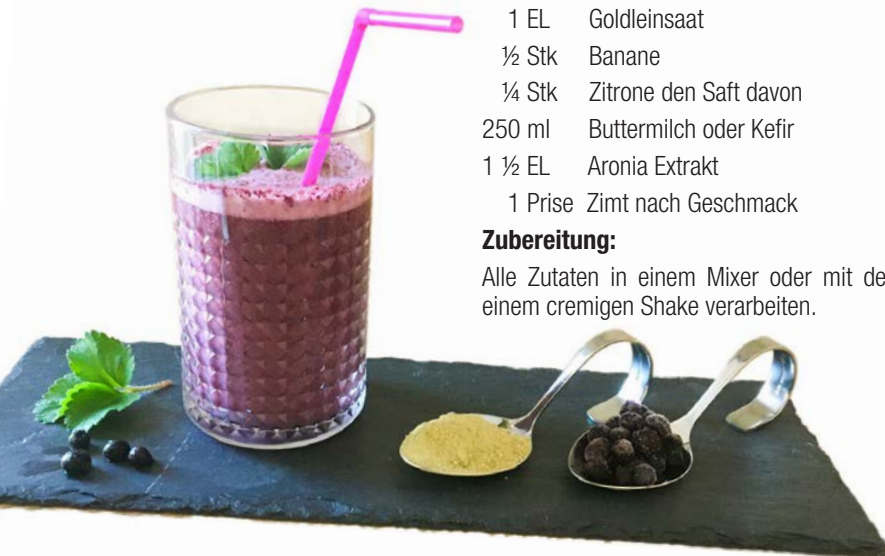 1 EL Goldleinsaat
½ Stk Banane
¼ Stk Zitrone den Saft davon
250 ml Buttermilch oder Kefir
1 ½ EL Aronia Extrakt
1 Prise Zimt nach Geschmack
Zubereitung:
Alle Zutaten in einem Mixer oder mit de
einem cremigen Shake verarbeiten.